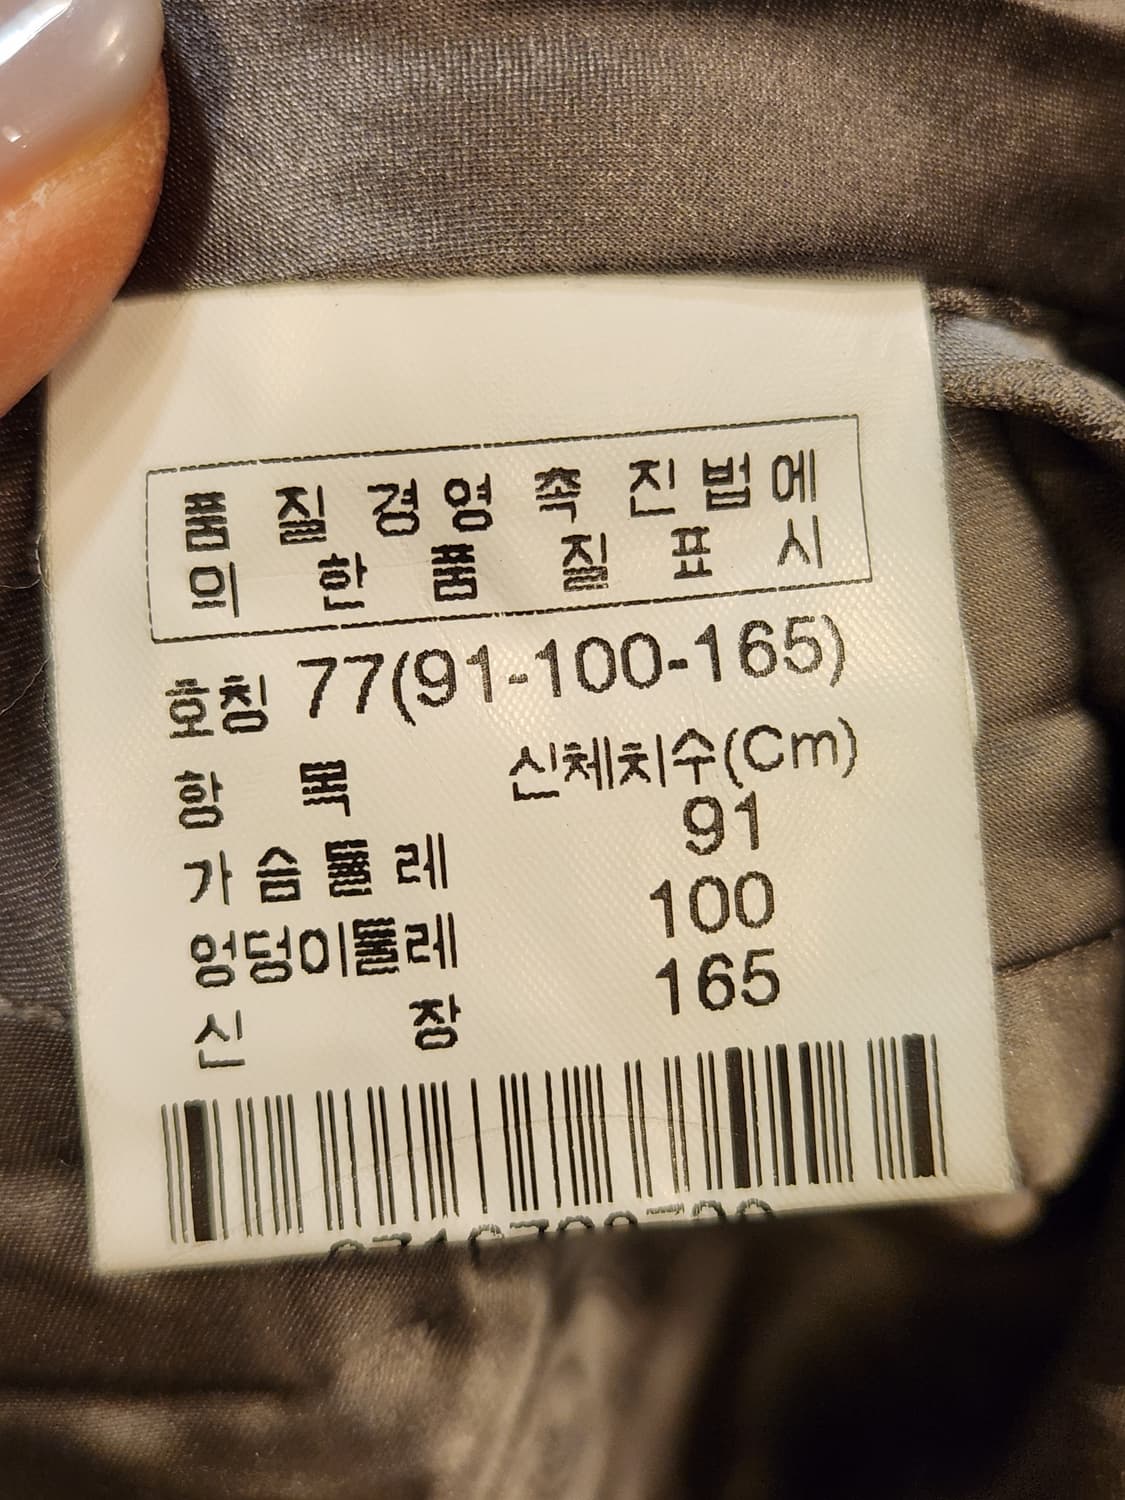 품 질 경 영 촉 진 법 에
의 한 품 질 표 시
호칭 77(91-100-165)
항 목 신체치수(Cm)
가 슴 둘 레 91
엉덩이둘레 100
신 장 165